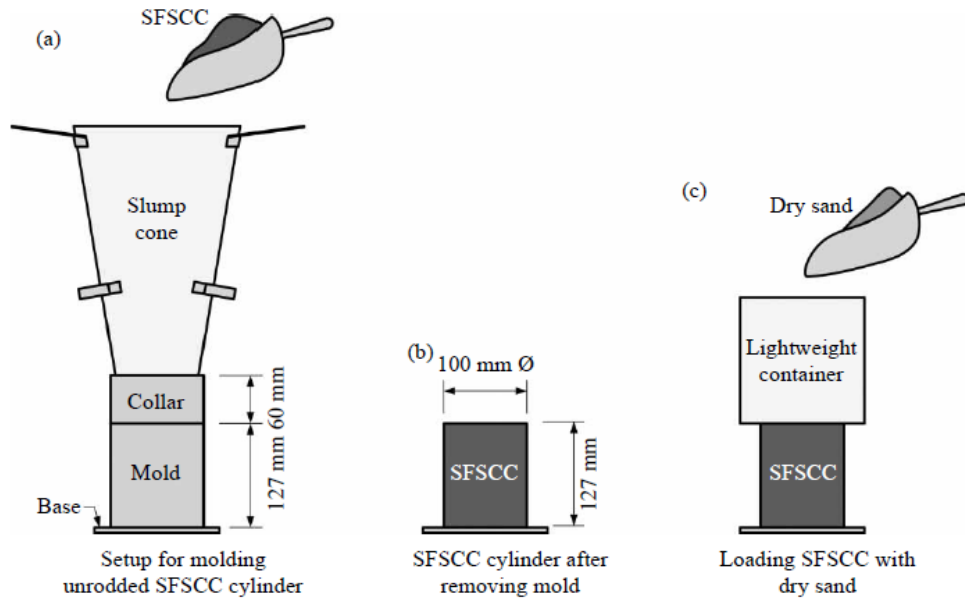 (a)
SFSCC
Slump
cone
Collar
60 mm
Mold
127 mm
Base
Setup for molding
unrodded SFSCC cylinder
(b)
100 mm Ø
SFSCC
127 mm
SFSCC cylinder after
removing mold
(c)
Dry sand
Lightweight
container
SFSCC
Loading SFSCC with
dry sand